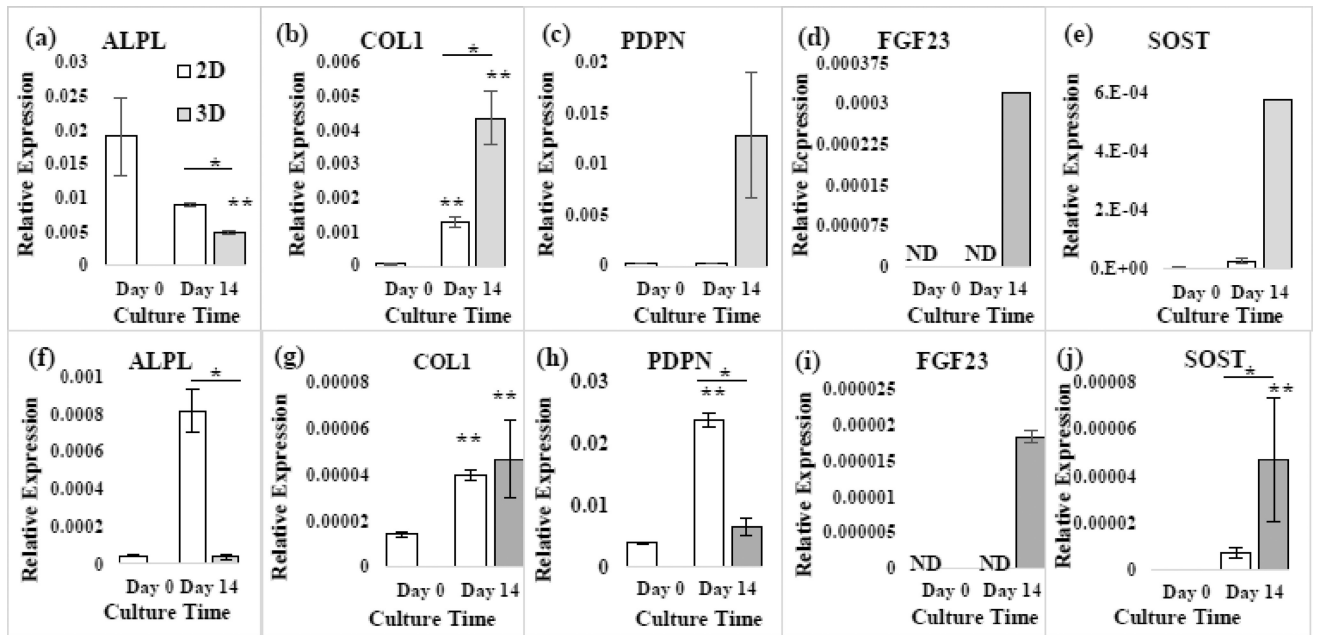 (a) ALPL
0.03
0.025
0.02
0.015
0.01
0.005
0
Relative Expression
2D
3D
*
**
Day 0 Day 14
Culture Time
(b) COL1
0.006
0.005
0.004
0.003
0.002
0.001
0
Relative Expression
*
**
**
Day 0 Day 14
Culture Time
(c) PDPN
0.02
0.015
0.01
0.005
0
Relative Expression
Day 0 Day 14
Culture Time
(d) FGF23
0.000375
0.0003
0.000225
0.00015
0.000075
0
Relative Ecpression
ND ND
Day 0 Day 14
Culture Time
(e) SOST
6.E-04
4.E-04
2.E-04
0.E+00
Relative Expression
Day 0 Day 14
Culture Time
(f) ALPL
0.001
0.0008
0.0006
0.0004
0.0002
0
Relative Expression
*
Day 0 Day 14
Culture Time
(g) COL1
0.00008
0.00006
0.00004
0.00002
0
Relative Expression
**
**
Day 0 Day 14
Culture Time
(h) PDPN
0.03
0.02
0.01
0
Relative Expression
*
**
Day 0 Day 14
Culture Time
(i) FGF23
0.000025
0.00002
0.000015
0.00001
0.000005
0
Relative Expression
ND ND
Day 0 Day 14
Culture Time
(j) SOST
0.00008
0.00006
0.00004
0.00002
0
Relative Expression
*
**
Day 0 Day 14
Culture Time